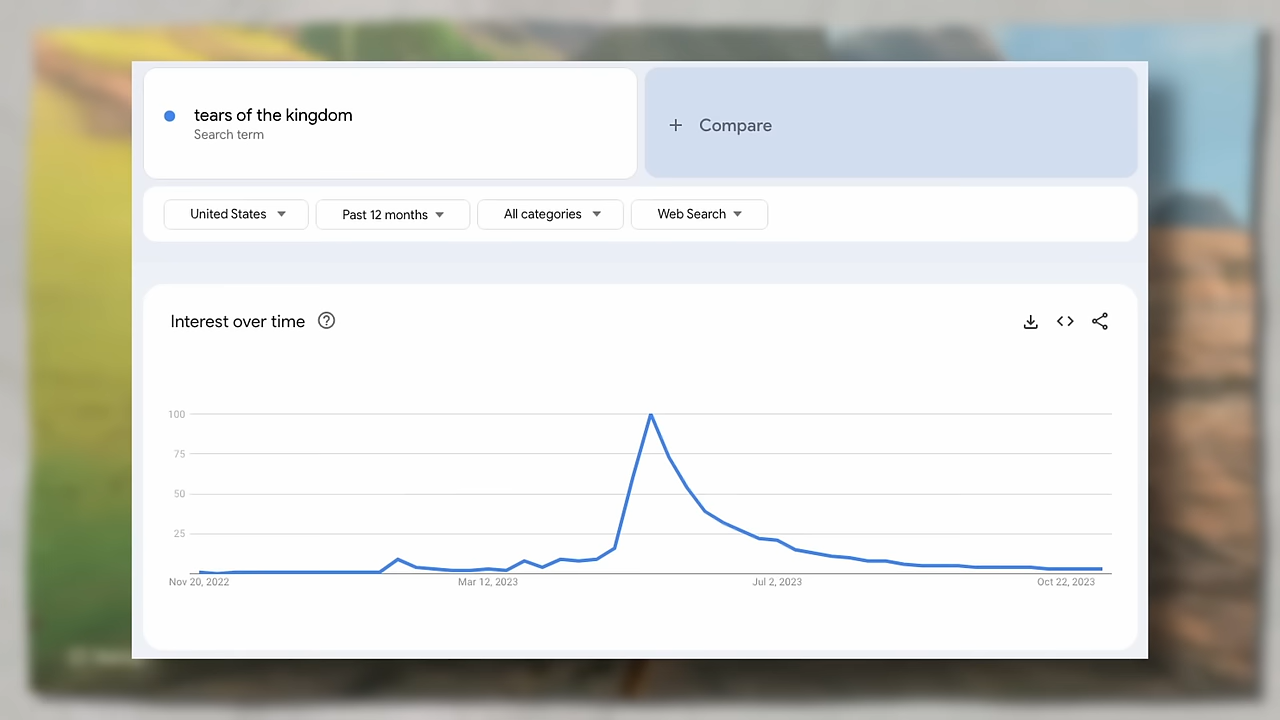 tears of the kingdom
Search term
+ Compare
United States
Past 12 months
All categories
Web Search
Interest over time
100
75
50
25
Nov 20, 2022
Mar 12, 2023
Jul 2, 2023
Oct 22, 2023